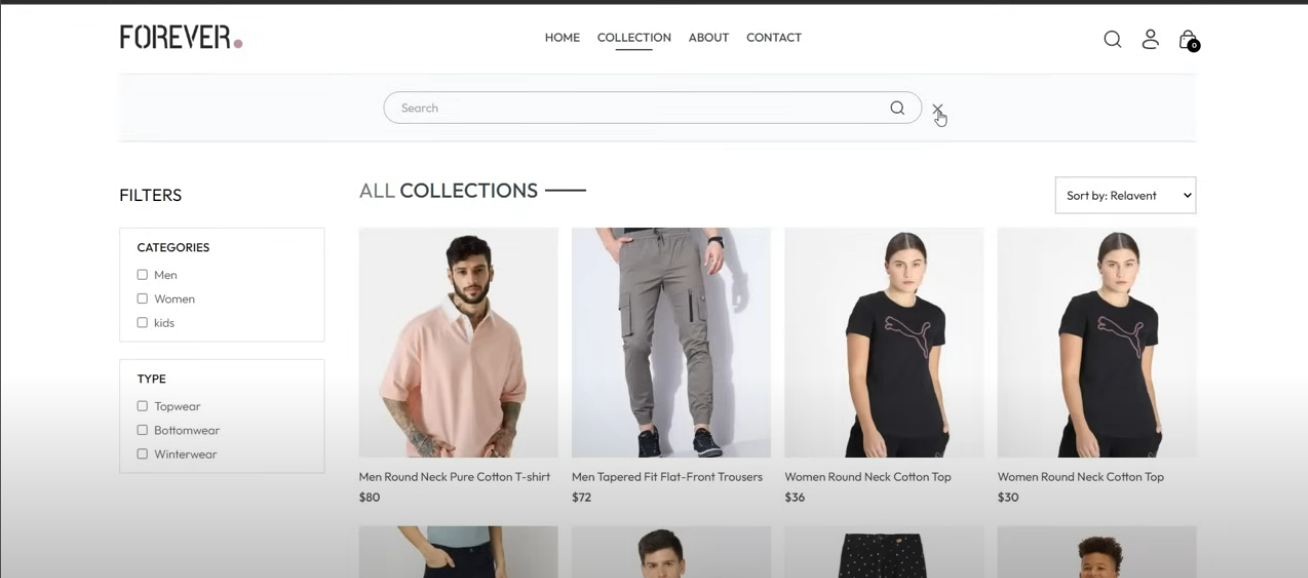 FOREVER.
HOME COLLECTION ABOUT CONTACT
0
Search
FILTERS
ALL COLLECTIONS
Sort by: Relavent
CATEGORIES
Men
Women
kids
TYPE
Topwear
Bottomwear
Winterwear
Men Round Neck Pure Cotton T-shirt
$80
Men Tapered Fit Flat-Front Trousers
$72
Women Round Neck Cotton Top
$36
Women Round Neck Cotton Top
$30